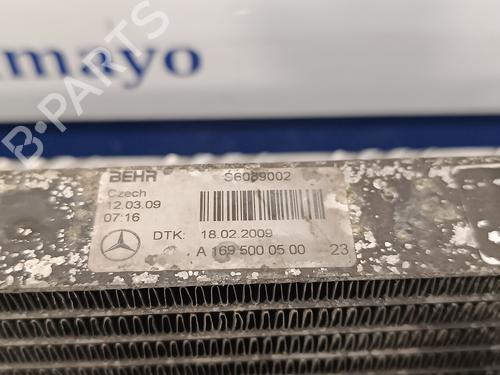 mayo
B-PARTS
BEHR S6089002
Czech
12.03.09
07:16
DTK: 18.02.2009
A 169 500 05 00 23